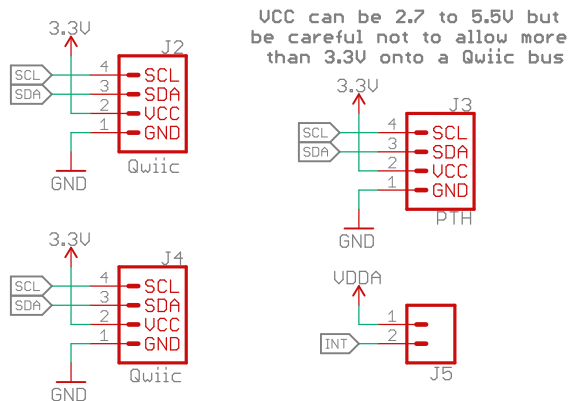 VCC can be 2.7 to 5.5V but
be careful not to allow more
than 3.3V onto a Qwiic bus
3.3V
J2
SCL
4
SCL
SDA
3
SDA
2
VCC
1
GND
GND
Qwiic
3.3V
J3
SCL
4
SCL
SDA
3
SDA
2
VCC
1
GND
GND
PTH
3.3V
J4
SCL
4
SCL
SDA
3
SDA
2
VCC
1
GND
GND
Qwiic
VDDA
1
INT
2
J5